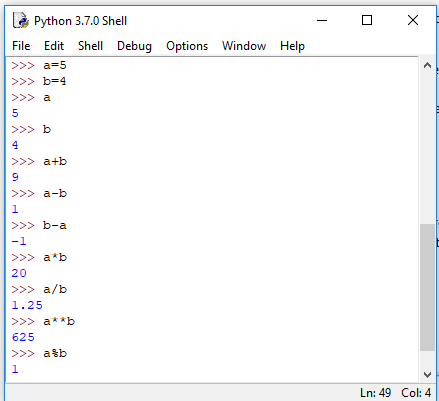 Python 3.7.0 Shell
File Edit Shell Debug Options Window Help
>>> a=5
>>> b=4
>>> a
5
>>> b
4
>>> a+b
9
>>> a-b
1
>>> b-a
-1
>>> a*b
20
>>> a/b
1.25
>>> a**b
625
>>> a%b
1
Ln: 49 Col: 4